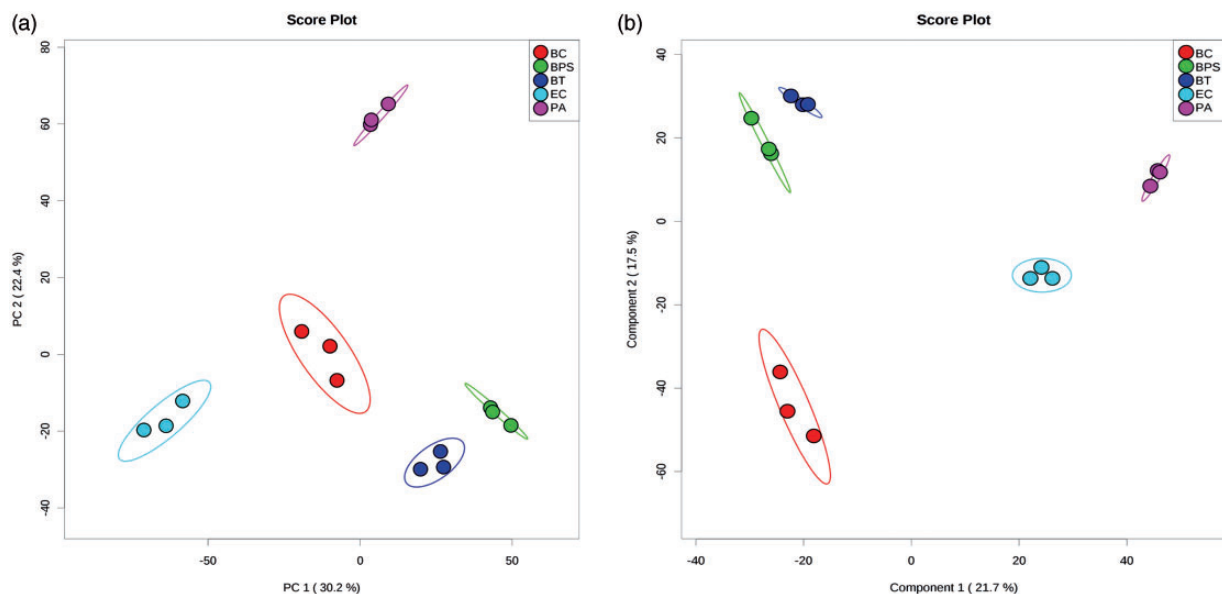 (a)
Score Plot
BC
BPS
BT
EC
PA
80
60
40
20
0
-20
-40
PC 2 ( 22.4 %)
-50
0
50
PC 1 ( 30.2 %)
(b)
Score Plot
BC
BPS
BT
EC
PA
40
20
0
-20
-40
-60
Component 2 ( 17.5 %)
-40
-20
0
20
40
Component 1 ( 21.7 %)